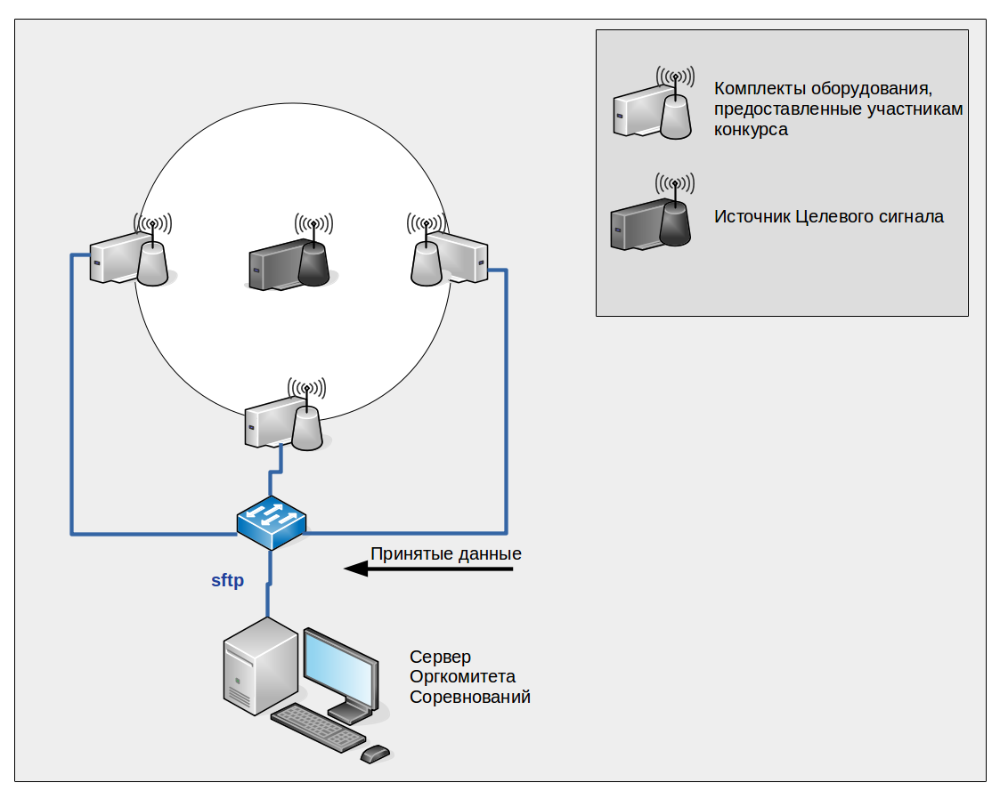 Комплекты оборудования,
предоставленные участникам
конкурса
Источник Целевого сигнала
Принятые данные
sftp
Сервер
Оргкомитета
Соревнований